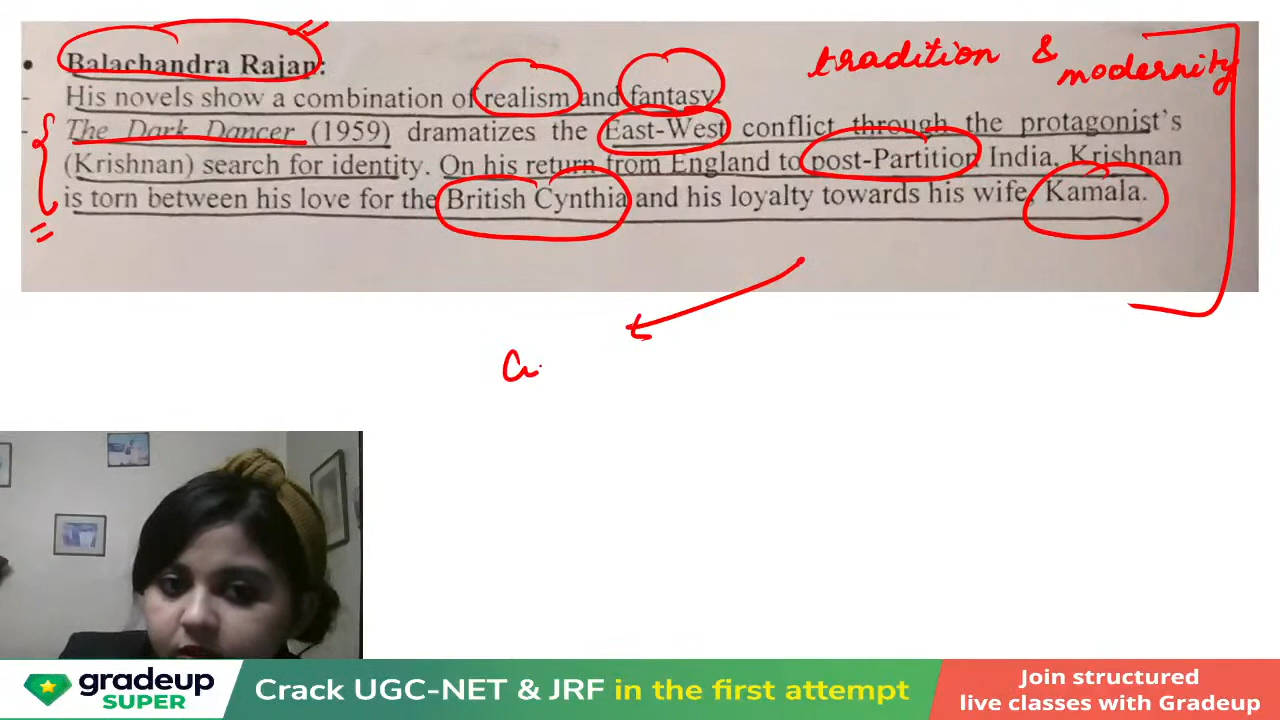 • Balachandra Rajan:
tradition &
modernity
- His novels show a combination of realism and fantasy.
- The Dark Dancer (1959) dramatizes the East-West conflict through the protagonist's
(Krishnan) search for identity. On his return from England to post-Partition India, Krishnan
is torn between his love for the British Cynthia and his loyalty towards his wife, Kamala.
gradeup
SUPER
Crack UGC-NET & JRF in the first attempt
Join structured
live classes with Gradeup